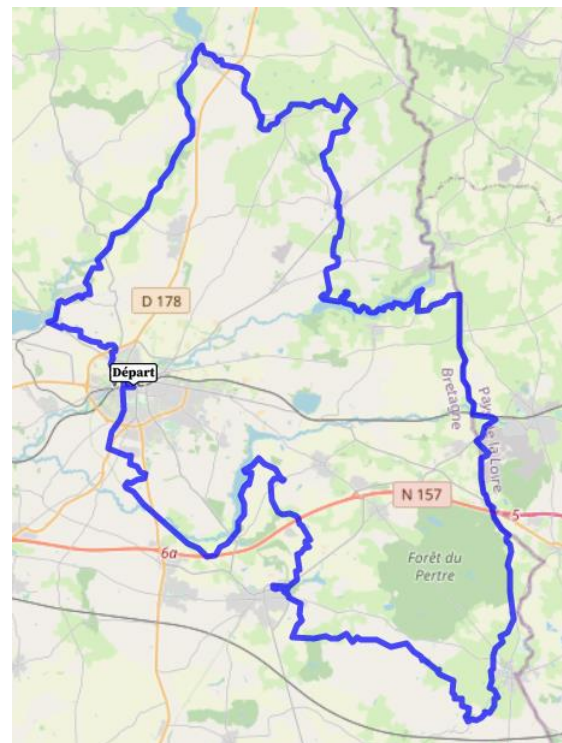 D 178
Départ
Bretagne
Pays de la Loire
N 157
5
6a
Forêt du
Pertre